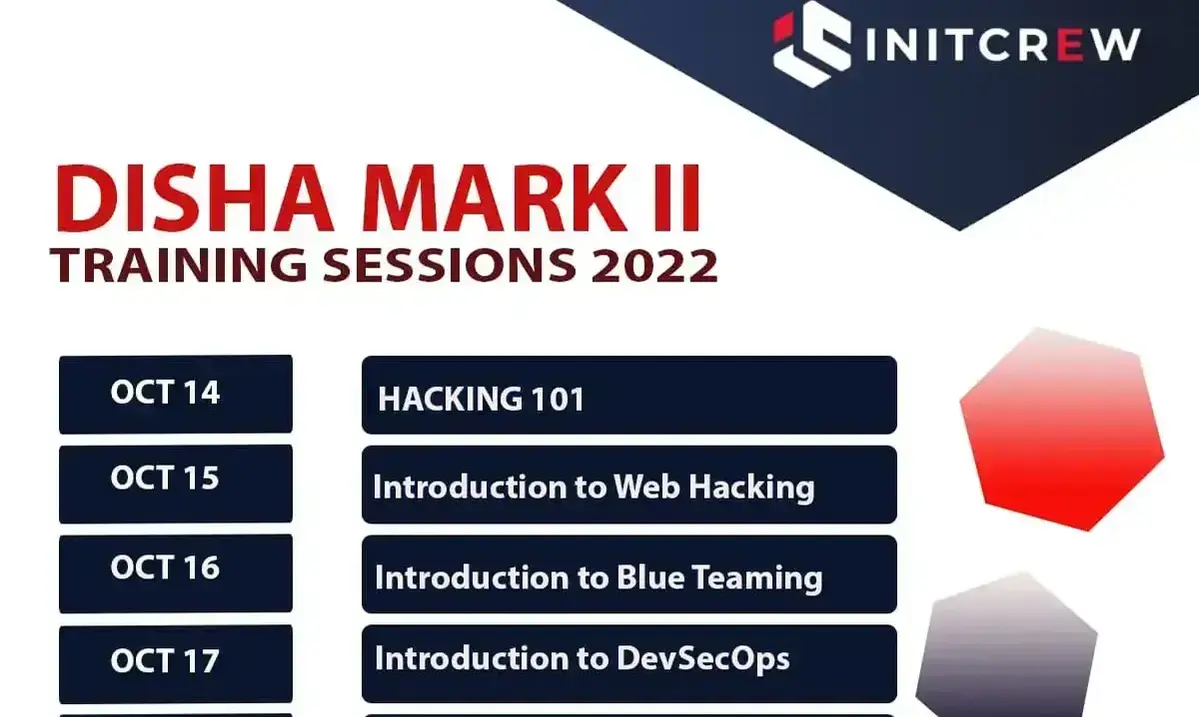 INITCREW
DISHA MARK II
TRAINING SESSIONS 2022
OCT 14 HACKING 101
OCT 15 Introduction to Web Hacking
OCT 16 Introduction to Blue Teaming
OCT 17 Introduction to DevSecOps